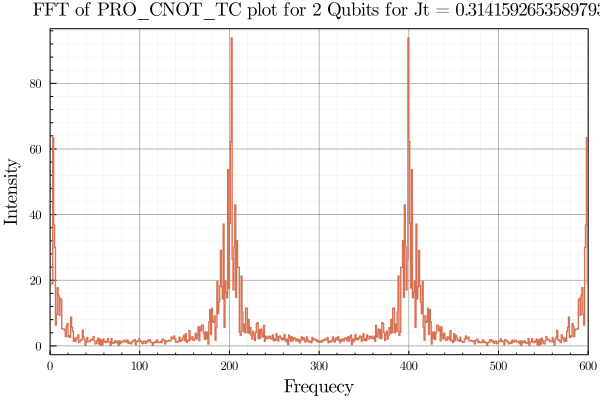 FFT of PRO_CNOT_TC plot for 2 Qubits for Jt = 0.3141592653589793
Intensity
80
60
40
20
0
0 100 200 300 400 500 600
Frequecy